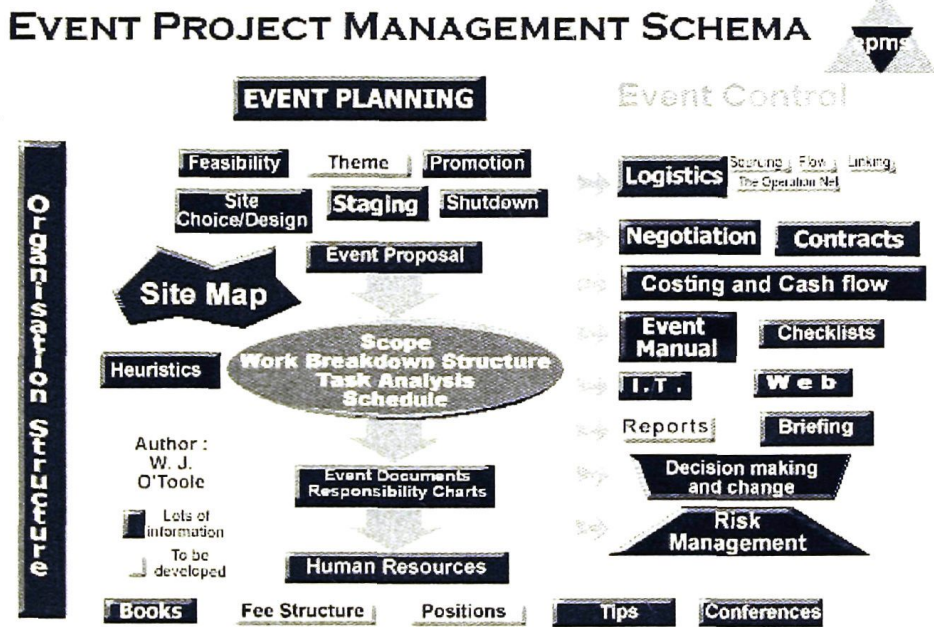 EVENT PROJECT MANAGEMENT SCHEMA
epms
EVENT PLANNING
Event Control
Organisation Structure
Feasibility
Theme
Promotion
Site
Choice/Design
Staging
Shutdown
Event Proposal
Site Map
Scope
Work Breakdown Structure
Task Analysis
Schedule
Heuristics
Author :
W. J.
O'Toole
Lots of
information
To be
developed
Event Documents
Responsibility Charts
Human Resources
Logistics
Sourcing
Flow
Linking
The Operation Net
Negotiation
Contracts
Costing and Cash flow
Event
Manual
Checklists
I.T.
Web
Reports
Briefing
Decision making
and change
Risk
Management
Books
Fee Structure
Positions
Tips
Conferences